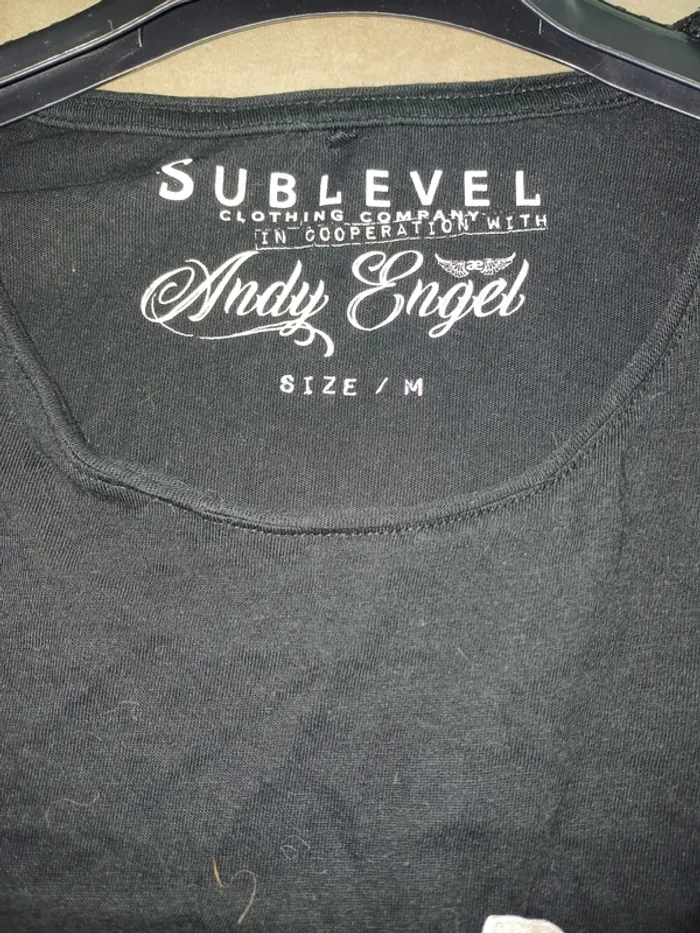 SUBLEVEL
CLOTHING COMPANY
IN COOPERATION WITH
æ
Andy Engel
SIZE / M